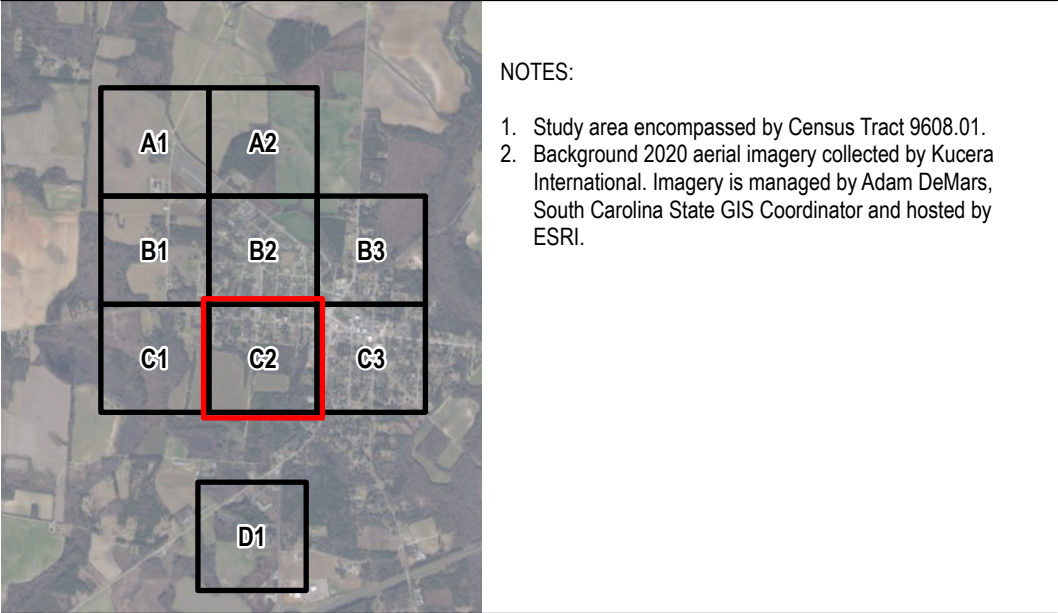 A1
A2
B1
B2
B3
C1
C2
C3
D1
NOTES:
1. Study area encompassed by Census Tract 9608.01.
2. Background 2020 aerial imagery collected by Kucera
International. Imagery is managed by Adam DeMars,
South Carolina State GIS Coordinator and hosted by
ESRI.